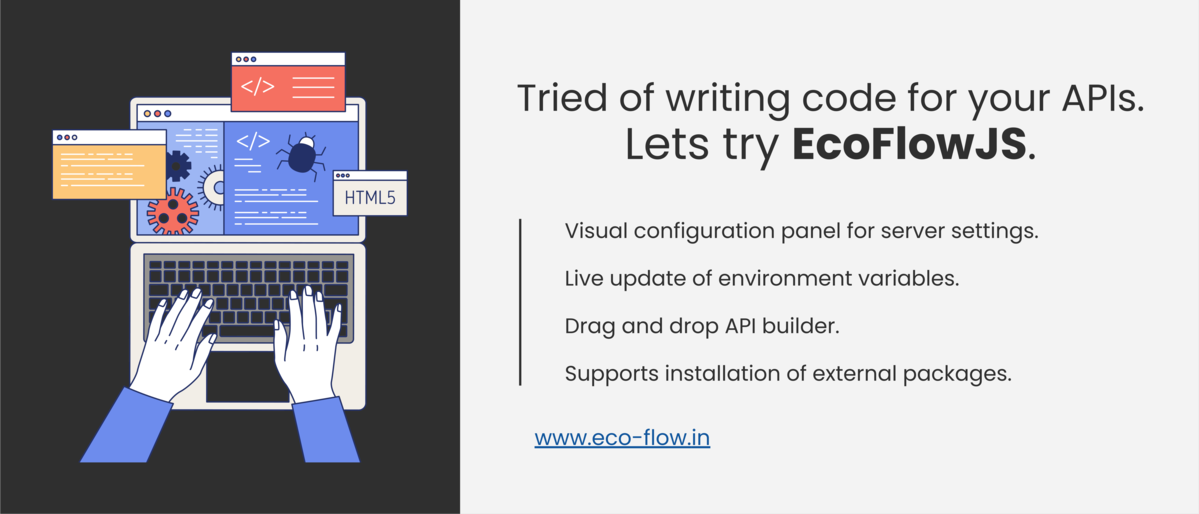 </>
</>
HTML5
Tried of writing code for your APIs.
Lets try EcoFlowJS.
Visual configuration panel for server settings.
Live update of environment variables.
Drag and drop API builder.
Supports installation of external packages.
www.eco-flow.in